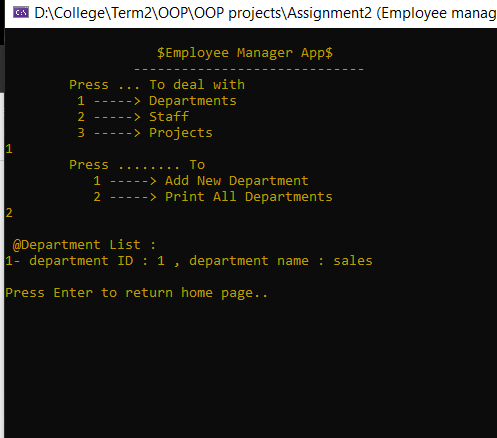 D:\College\Term2\OOP\OOP projects\Assignment2 (Employee manag
$Employee Manager App$
-----------------------------
Press ... To deal with
1 -----> Departments
2 -----> Staff
3 -----> Projects
1
Press ........ To
1 -----> Add New Department
2 -----> Print All Departments
2
@Department List :
1- department ID : 1 , department name : sales
Press Enter to return home page..